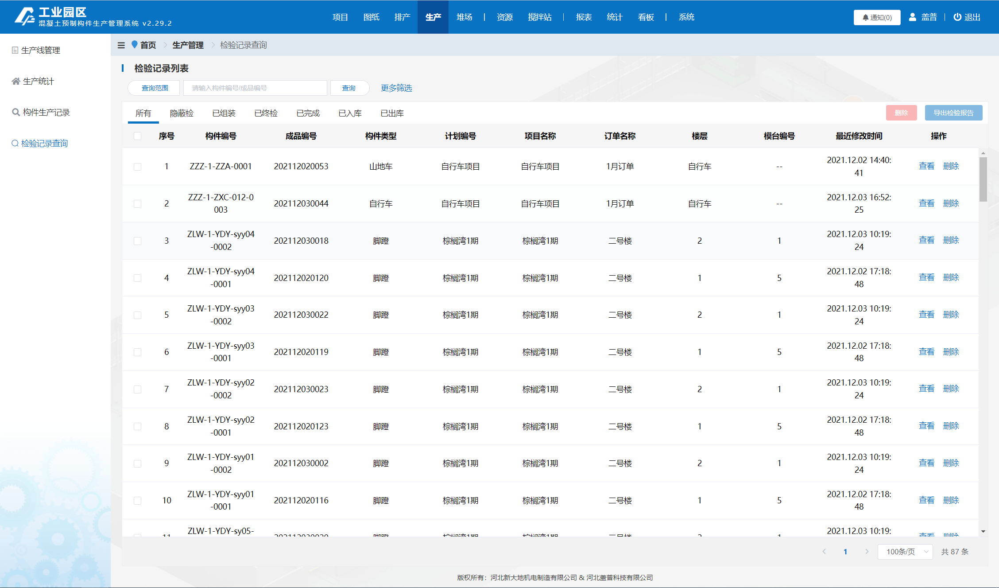 工业园区
混凝土预制构件生产管理系统 v2.29.2
项目 图纸 排产 生产 堆场 | 资源 搅拌站 | 报表 统计 看板 | 系统
通知(0) 盖普 | 退出
生产线管理
生产统计
构件生产记录
检验记录查询
首页 生产管理 检验记录查询
检验记录列表
查询范围 请输入构件编号/成品编号 查询 更多筛选
所有 隐蔽检 已组装 已终检 已完成 已入库 已出库 删除 导出检验报告
序号 构件编号 成品编号 构件类型 计划编号 项目名称 订单名称 楼层 模台编号 最近修改时间 操作
1 ZZZ-1-ZZA-0001 202112020053 山地车 自行车项目 自行车项目 1月订单 自行车 -- 2021.12.02 14:40:
41 查看 删除
2 ZZZ-1-ZXC-012-0
003 202112030044 自行车 自行车项目 自行车项目 1月订单 自行车 -- 2021.12.03 16:52:
25 查看 删除
3 ZLW-1-YDY-syy04
-0002 202112030018 脚蹬 棕榈湾1期 棕榈湾1期 二号楼 2 1 2021.12.03 10:19:
24 查看 删除
4 ZLW-1-YDY-syy04
-0001 202112020120 脚蹬 棕榈湾1期 棕榈湾1期 二号楼 1 5 2021.12.02 17:18:
48 查看 删除
5 ZLW-1-YDY-syy03
-0002 202112030022 脚蹬 棕榈湾1期 棕榈湾1期 二号楼 2 1 2021.12.03 10:19:
24 查看 删除
6 ZLW-1-YDY-syy03
-0001 202112020119 脚蹬 棕榈湾1期 棕榈湾1期 二号楼 1 5 2021.12.02 17:18:
48 查看 删除
7 ZLW-1-YDY-syy02
-0002 202112030023 脚蹬 棕榈湾1期 棕榈湾1期 二号楼 2 1 2021.12.03 10:19:
24 查看 删除
8 ZLW-1-YDY-syy02
-0001 202112020123 脚蹬 棕榈湾1期 棕榈湾1期 二号楼 1 5 2021.12.02 17:18:
48 查看 删除
9 ZLW-1-YDY-syy01
-0002 202112030002 脚蹬 棕榈湾1期 棕榈湾1期 二号楼 2 1 2021.12.03 10:19:
24 查看 删除
10 ZLW-1-YDY-syy01
-0001 202112020116 脚蹬 棕榈湾1期 棕榈湾1期 二号楼 1 5 2021.12.02 17:18:
48 查看 删除
ZLW-1-YDY-sy05- 2021.12.03 10:19:
1 100条/页 共 87 条
版权所有：河北新大地机电制造有限公司 & 河北盖普科技有限公司